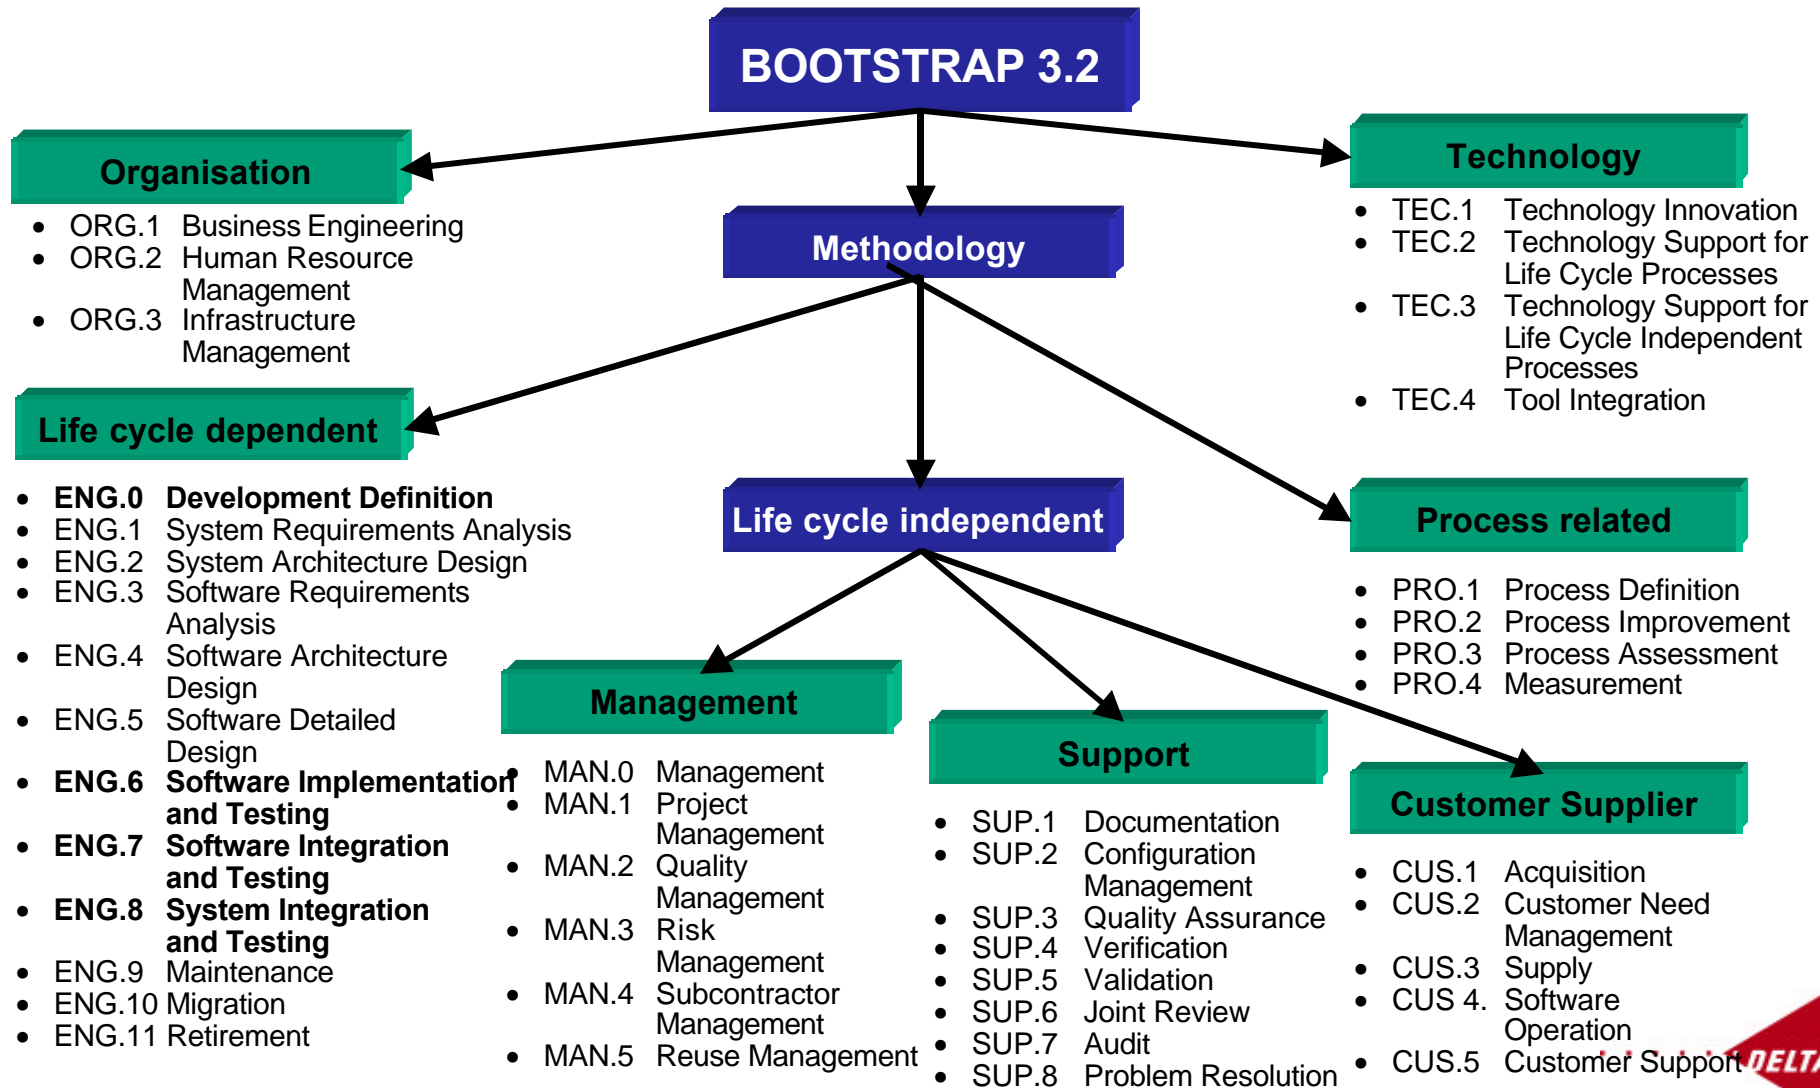 BOOTSTRAP 3.2
Organisation
• ORG.1 Business Engineering
• ORG.2 Human Resource
Management
• ORG.3 Infrastructure
Management
Methodology
Technology
• TEC.1 Technology Innovation
• TEC.2 Technology Support for
Life Cycle Processes
• TEC.3 Technology Support for
Life Cycle Independent
Processes
• TEC.4 Tool Integration
Life cycle dependent
• ENG.0 Development Definition
• ENG.1 System Requirements Analysis
• ENG.2 System Architecture Design
• ENG.3 Software Requirements
Analysis
• ENG.4 Software Architecture
Design
• ENG.5 Software Detailed
Design
• ENG.6 Software Implementation
and Testing
• ENG.7 Software Integration
and Testing
• ENG.8 System Integration
and Testing
• ENG.9 Maintenance
• ENG.10 Migration
• ENG.11 Retirement
Life cycle independent
Process related
• PRO.1 Process Definition
• PRO.2 Process Improvement
• PRO.3 Process Assessment
• PRO.4 Measurement
Management
• MAN.0 Management
• MAN.1 Project
Management
• MAN.2 Quality
Management
• MAN.3 Risk
Management
• MAN.4 Subcontractor
Management
• MAN.5 Reuse Management
Support
• SUP.1 Documentation
• SUP.2 Configuration
Management
• SUP.3 Quality Assurance
• SUP.4 Verification
• SUP.5 Validation
• SUP.6 Joint Review
• SUP.7 Audit
• SUP.8 Problem Resolution
Customer Supplier
• CUS.1 Acquisition
• CUS.2 Customer Need
Management
• CUS.3 Supply
• CUS 4. Software
Operation
• CUS.5 Customer Support
DELTA